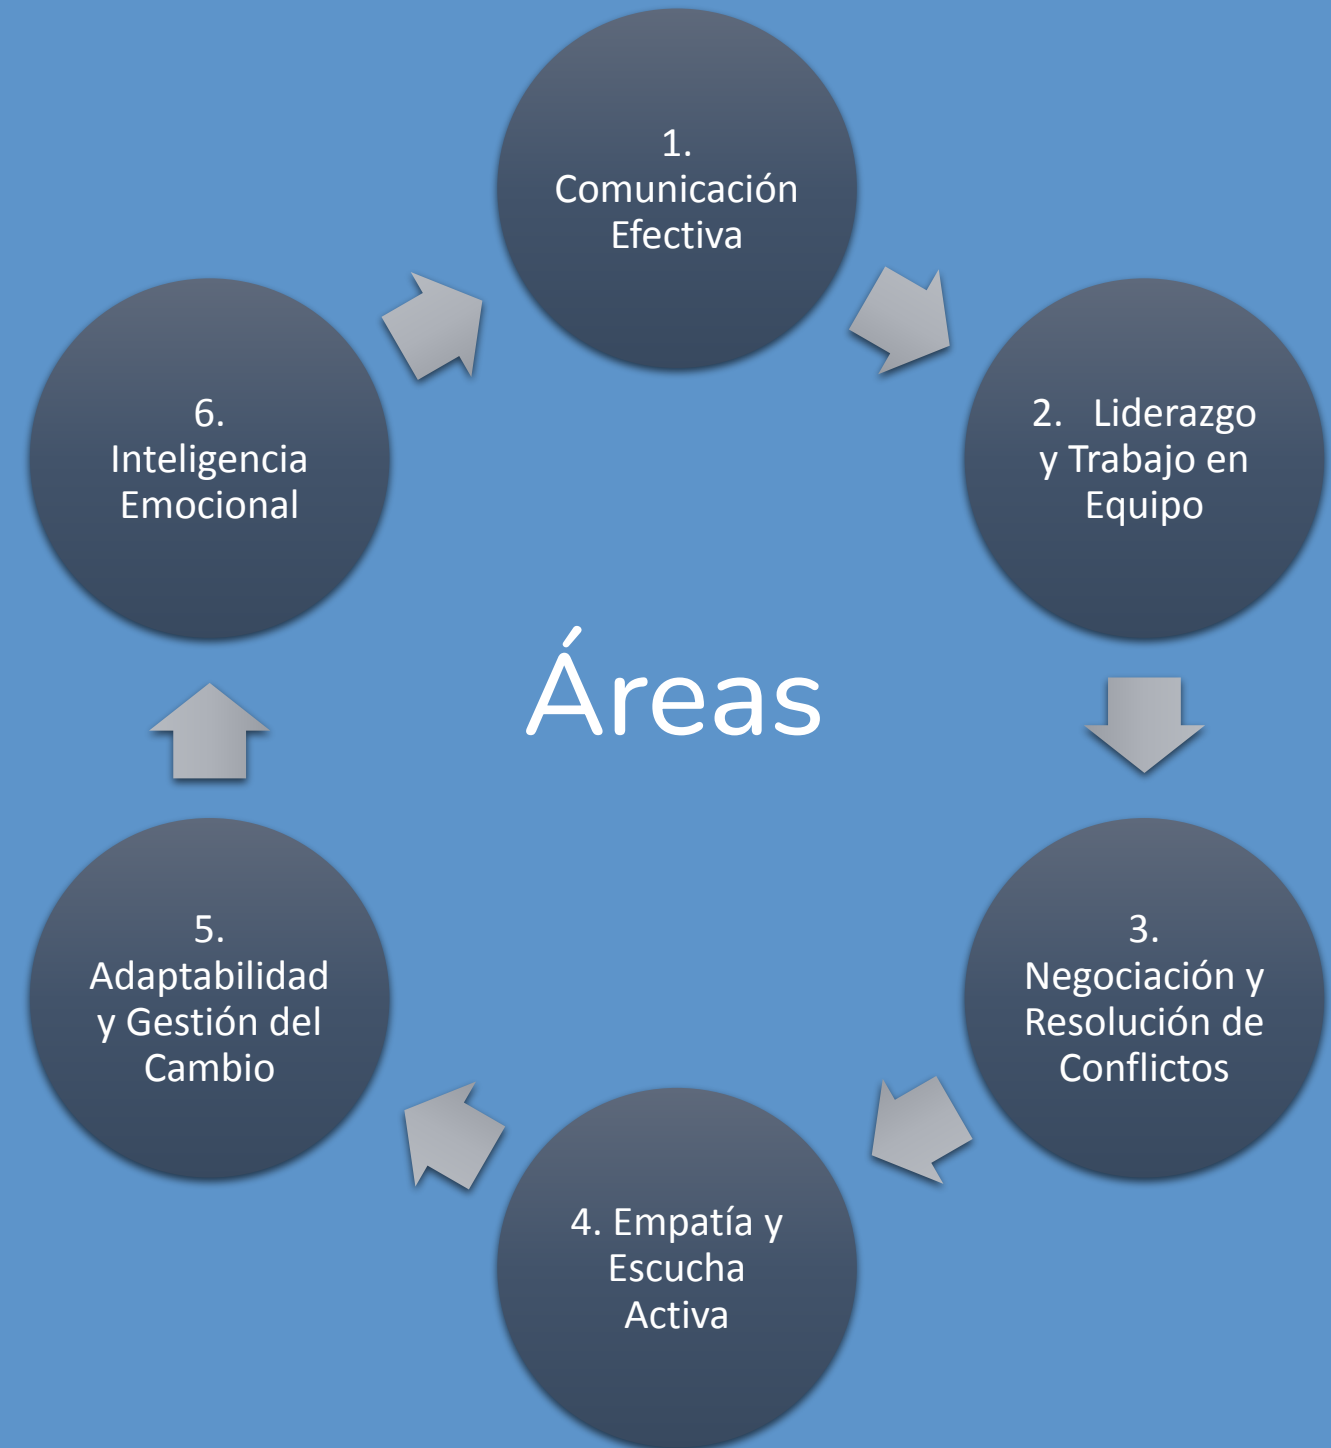 1.
Comunicación
Efectiva
2. Liderazgo
y Trabajo en
Equipo
3.
Negociación y
Resolución de
Conflictos
4. Empatía y
Escucha
Activa
5.
Adaptabilidad
y Gestión del
Cambio
6.
Inteligencia
Emocional
Áreas